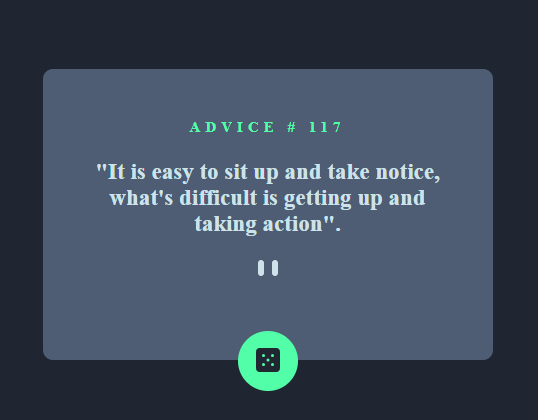 ADVICE # 117
"It is easy to sit up and take notice,
what's difficult is getting up and
taking action".